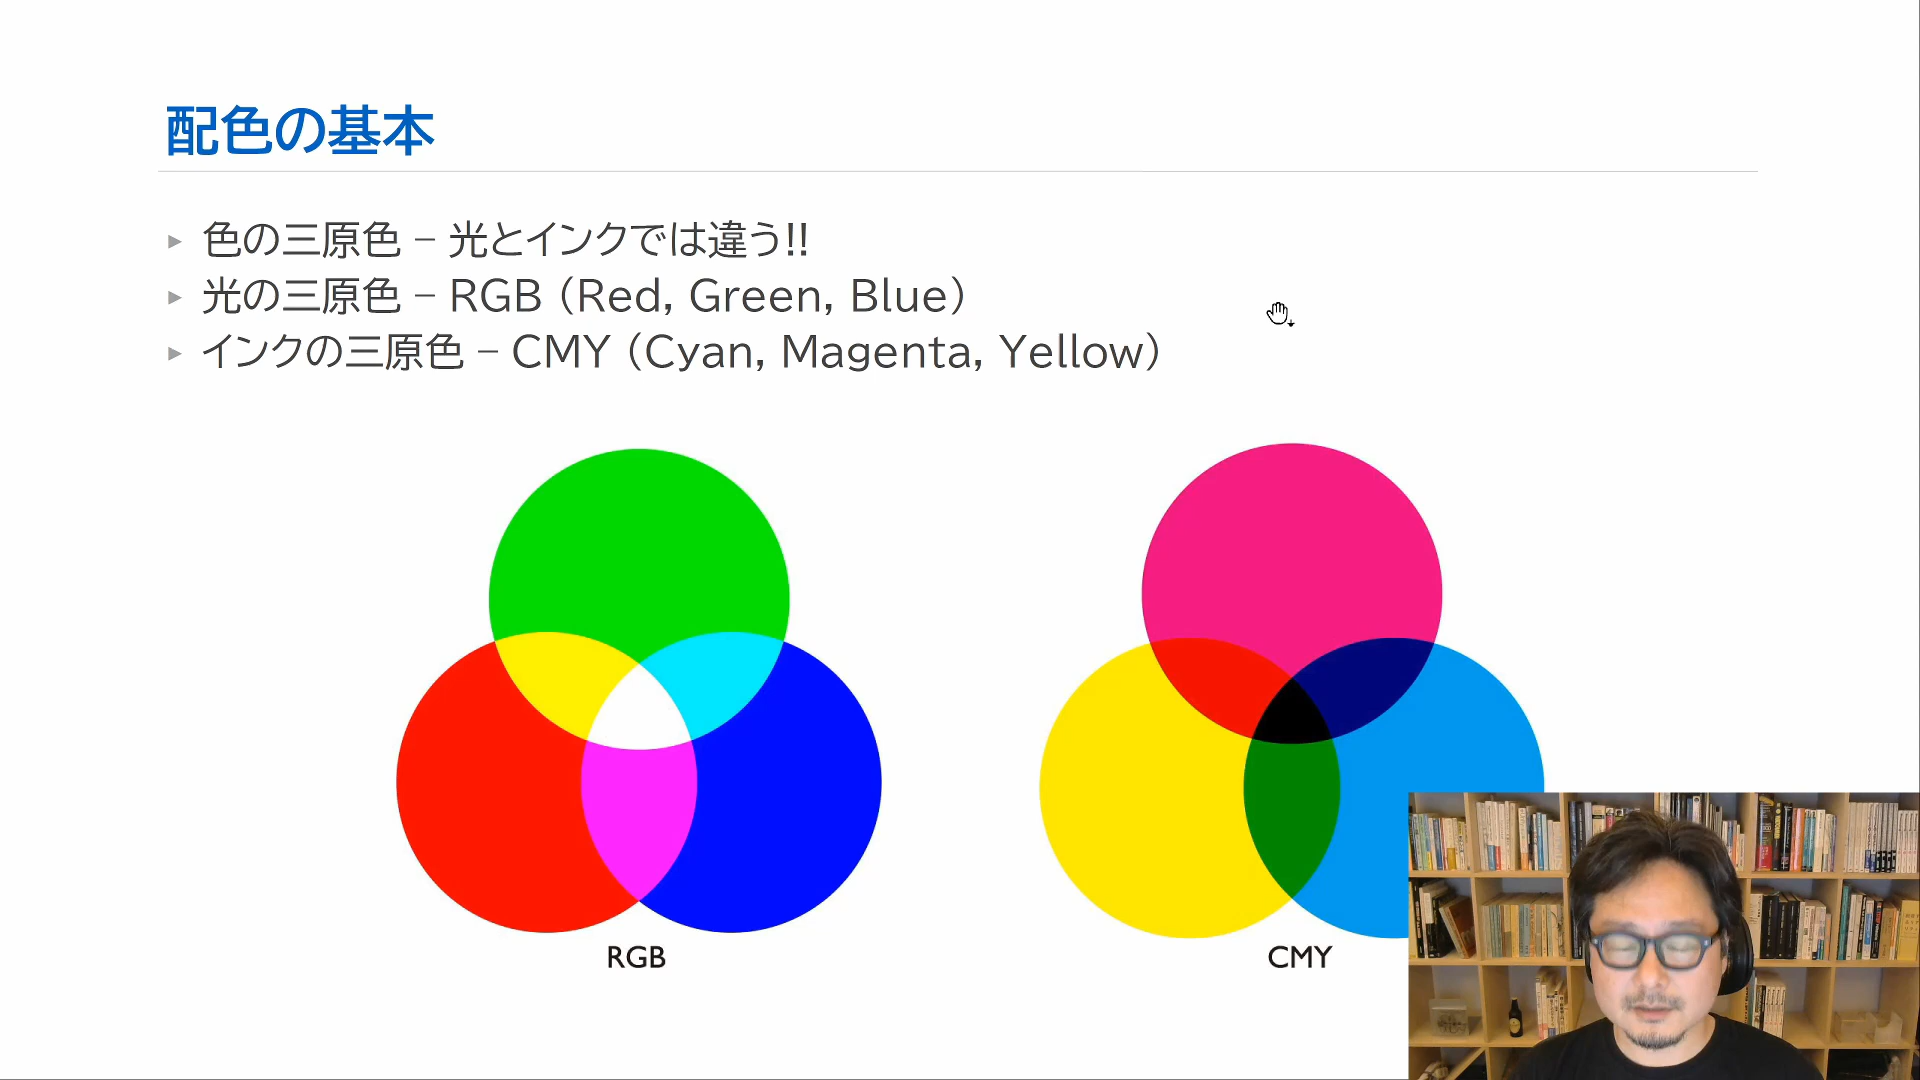 配色の基本
色の三原色 – 光とインクでは違う!!
光の三原色 – RGB (Red, Green, Blue)
インクの三原色 – CMY (Cyan, Magenta, Yellow)
RGB
CMY